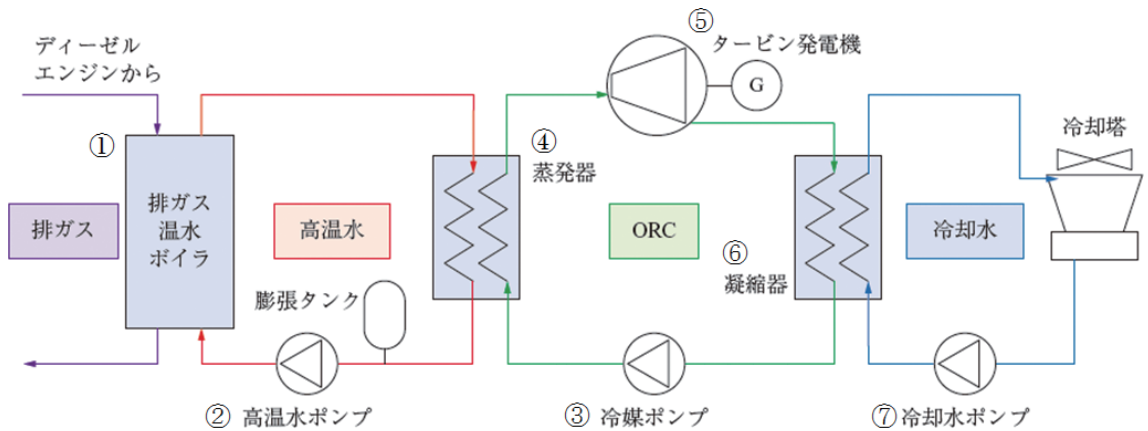 ディーゼル
エンジンから
①
排ガス
温水
ボイラ
排ガス
高温水
膨張タンク
② 高温水ポンプ
④
蒸発器
⑤
タービン発電機
G
ORC
③ 冷媒ポンプ
⑥
凝縮器
冷却水
冷却塔
⑦冷却水ポンプ